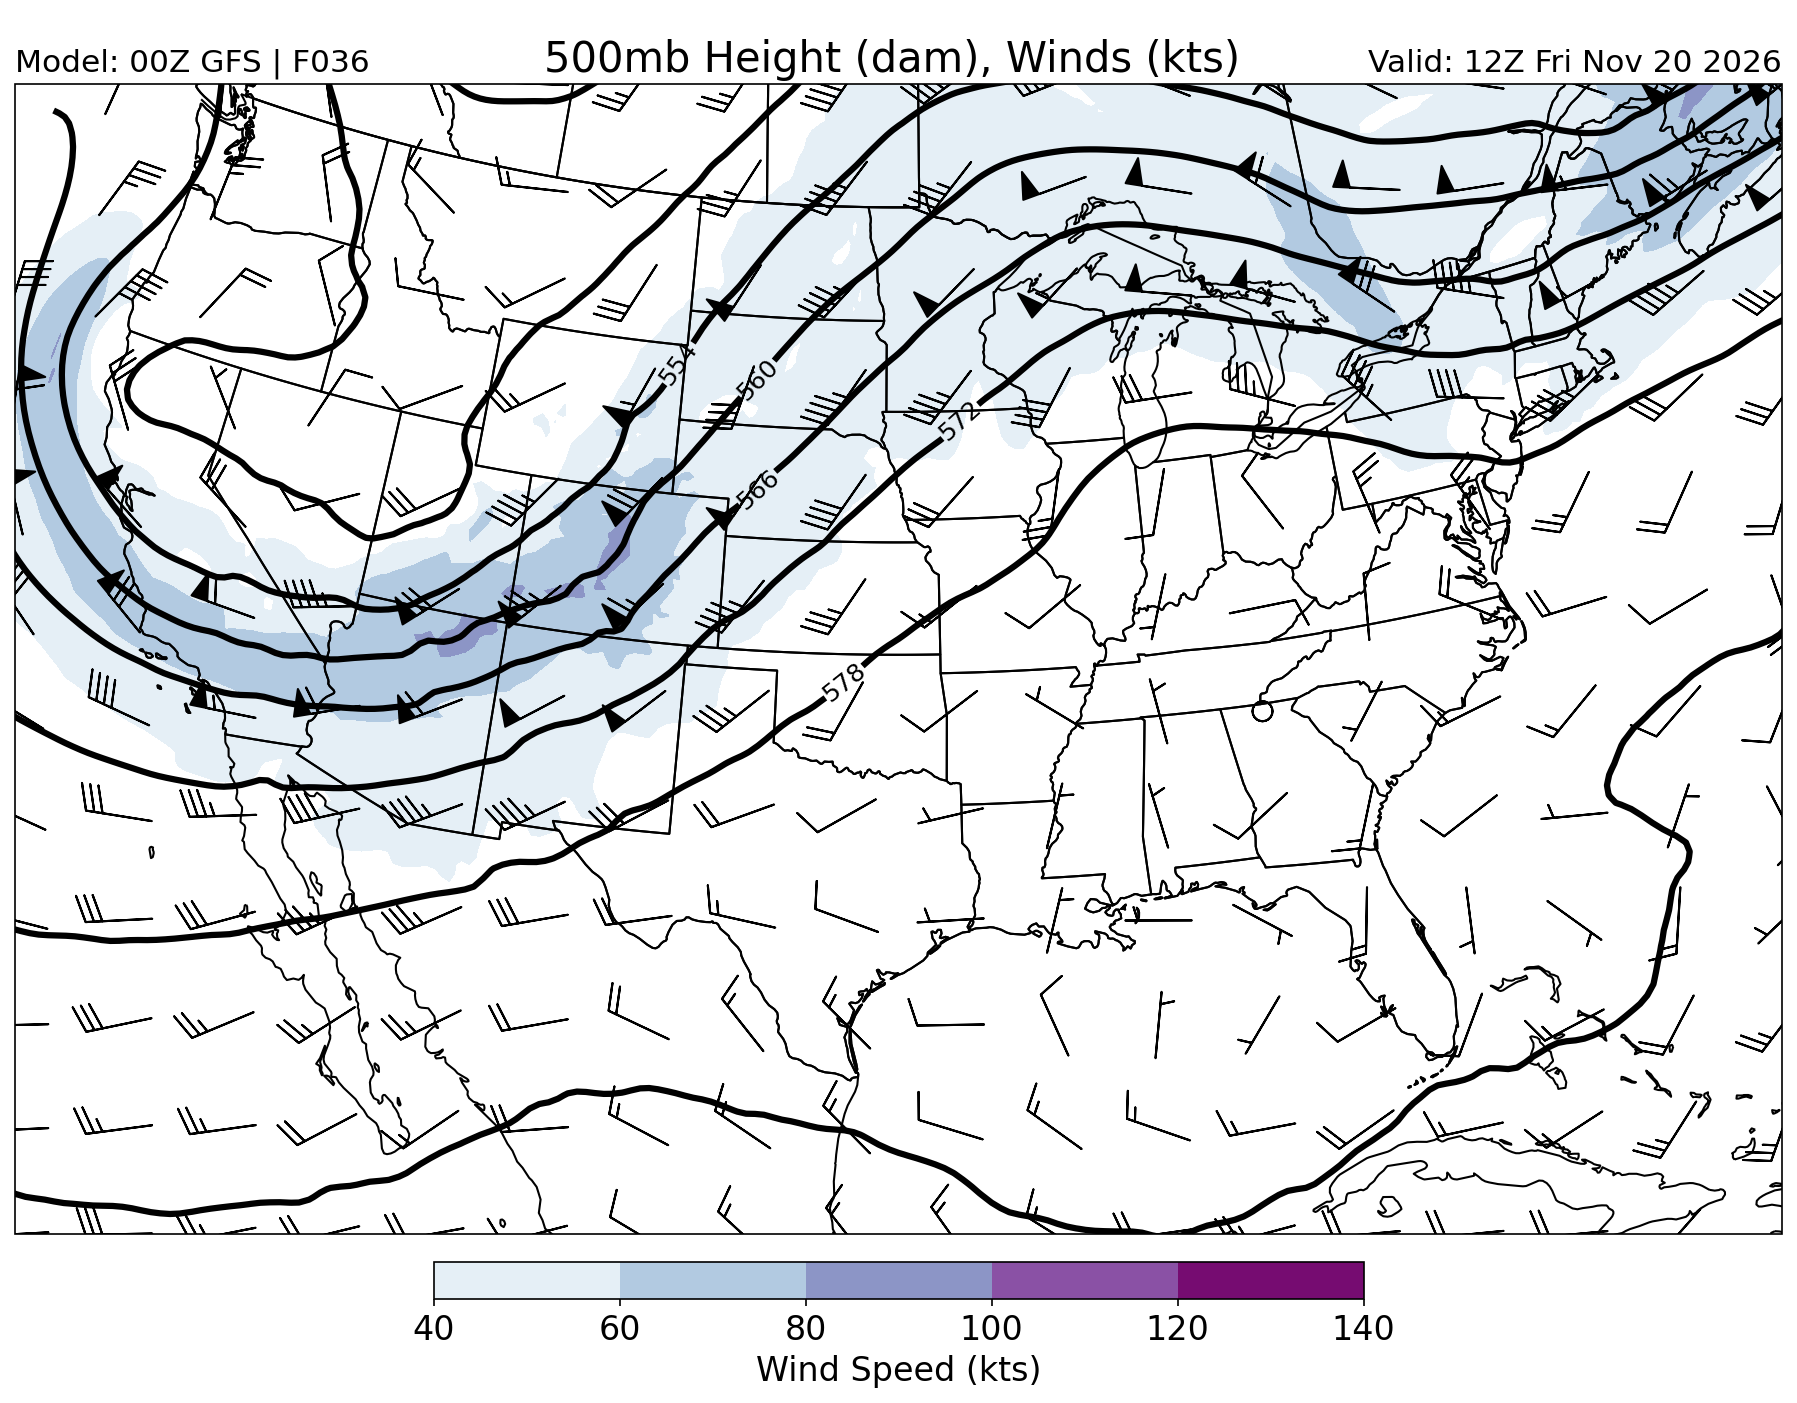 Model: 00Z GFS | F036
500mb Height (dam), Winds (kts)
Valid: 12Z Fri Nov 20 2026
554
560
572
566
578
40 60 80 100 120 140
Wind Speed (kts)